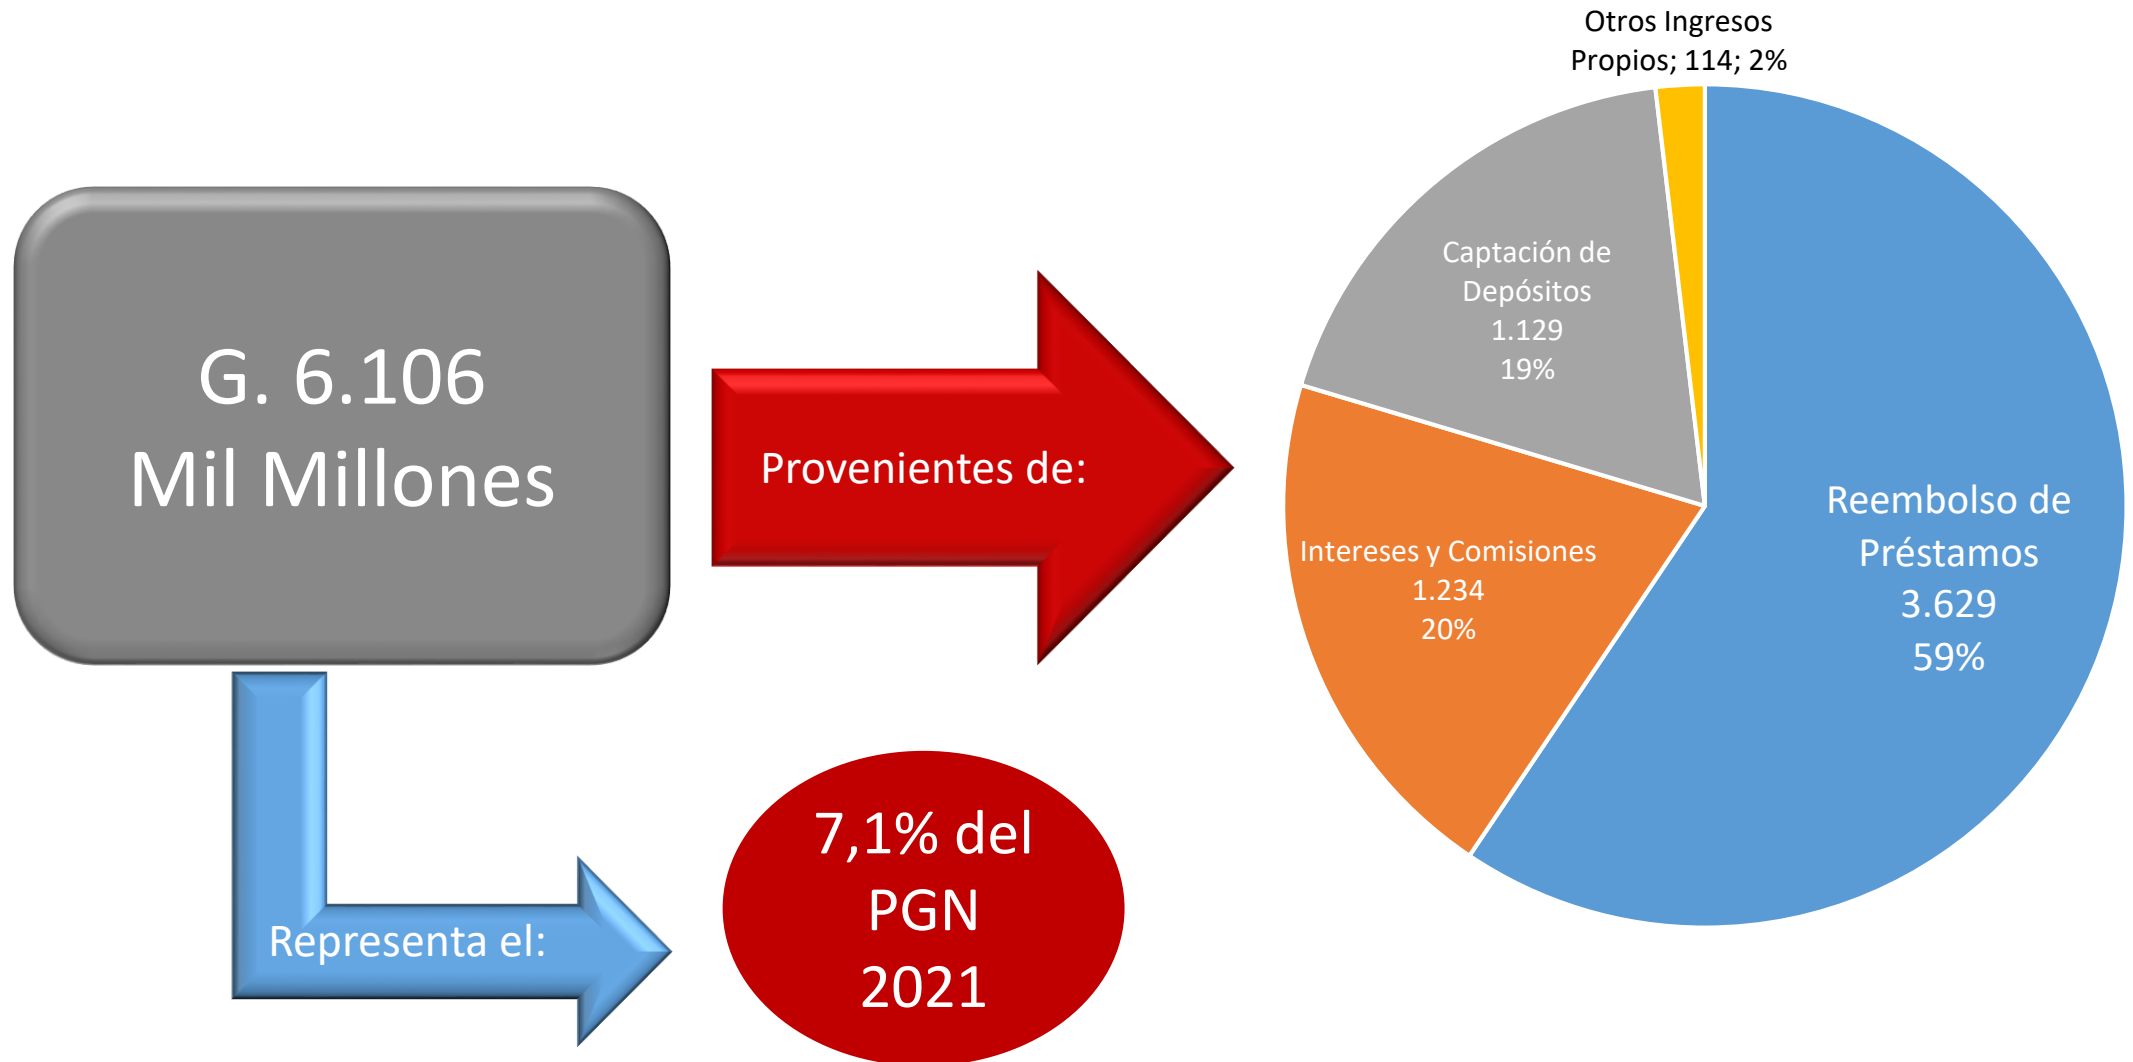 G. 6.106
Mil Millones
Provenientes de:
Representa el:
7,1% del
PGN
2021
Otros Ingresos
Propios; 114; 2%
Captación de
Depósitos
1.129
19%
Intereses y Comisiones
1.234
20%
Reembolso de
Préstamos
3.629
59%